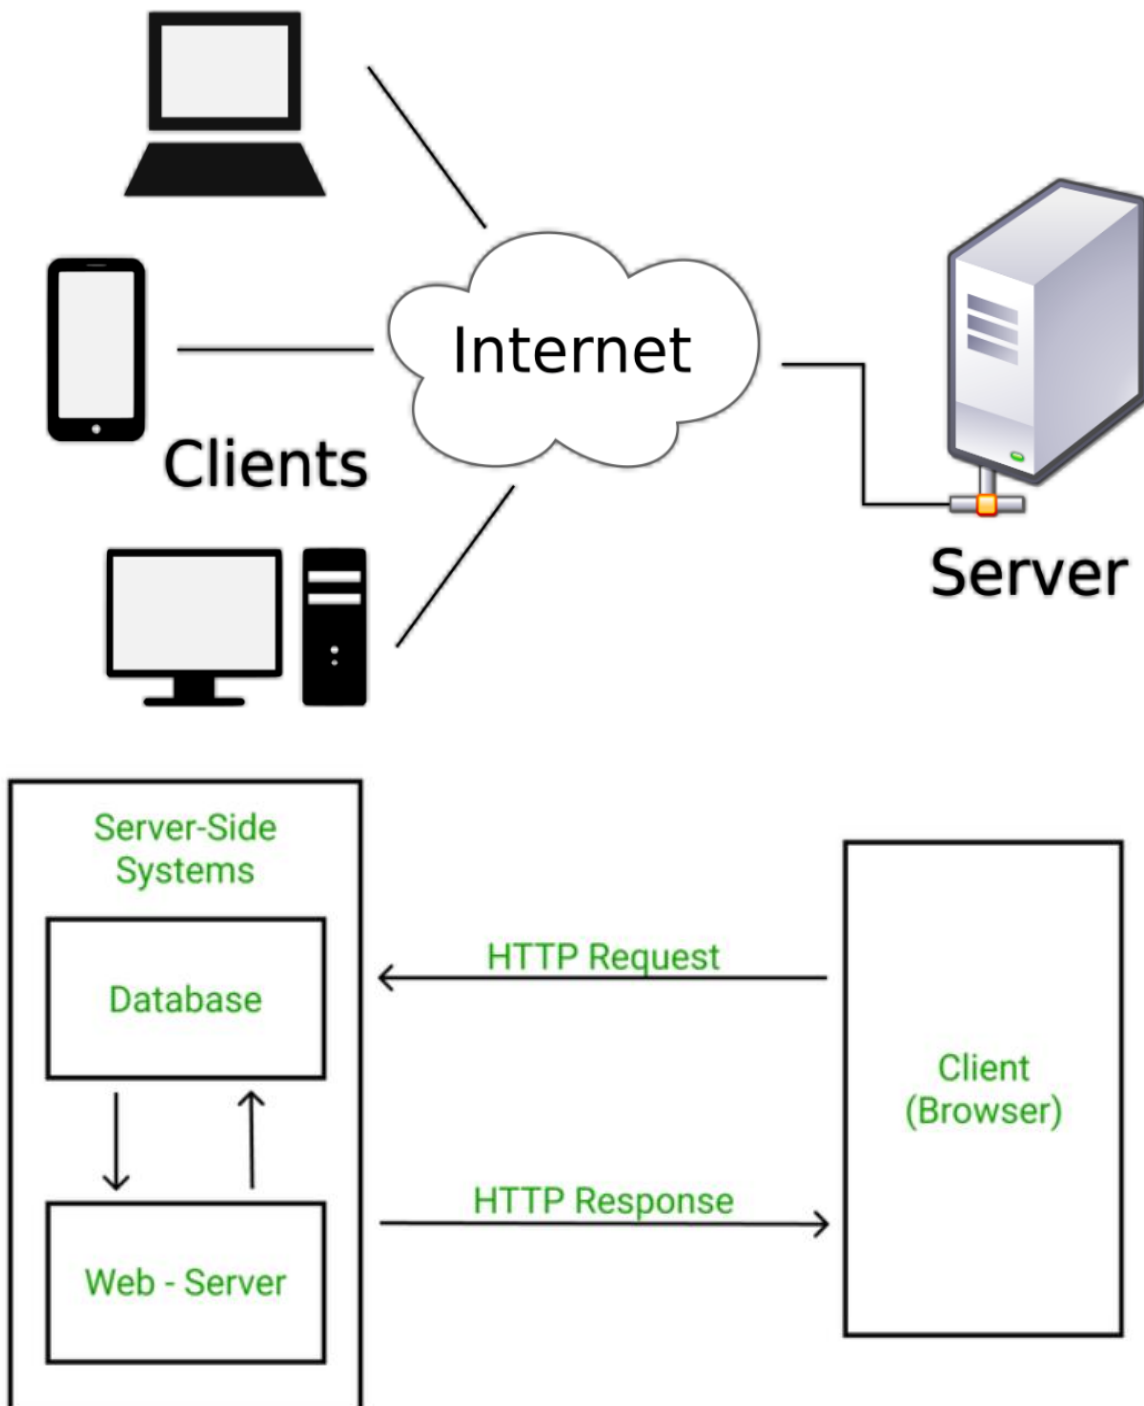 Internet
Clients
Server
Server-Side
Systems
Database
HTTP Request
Client
(Browser)
HTTP Response
Web - Server